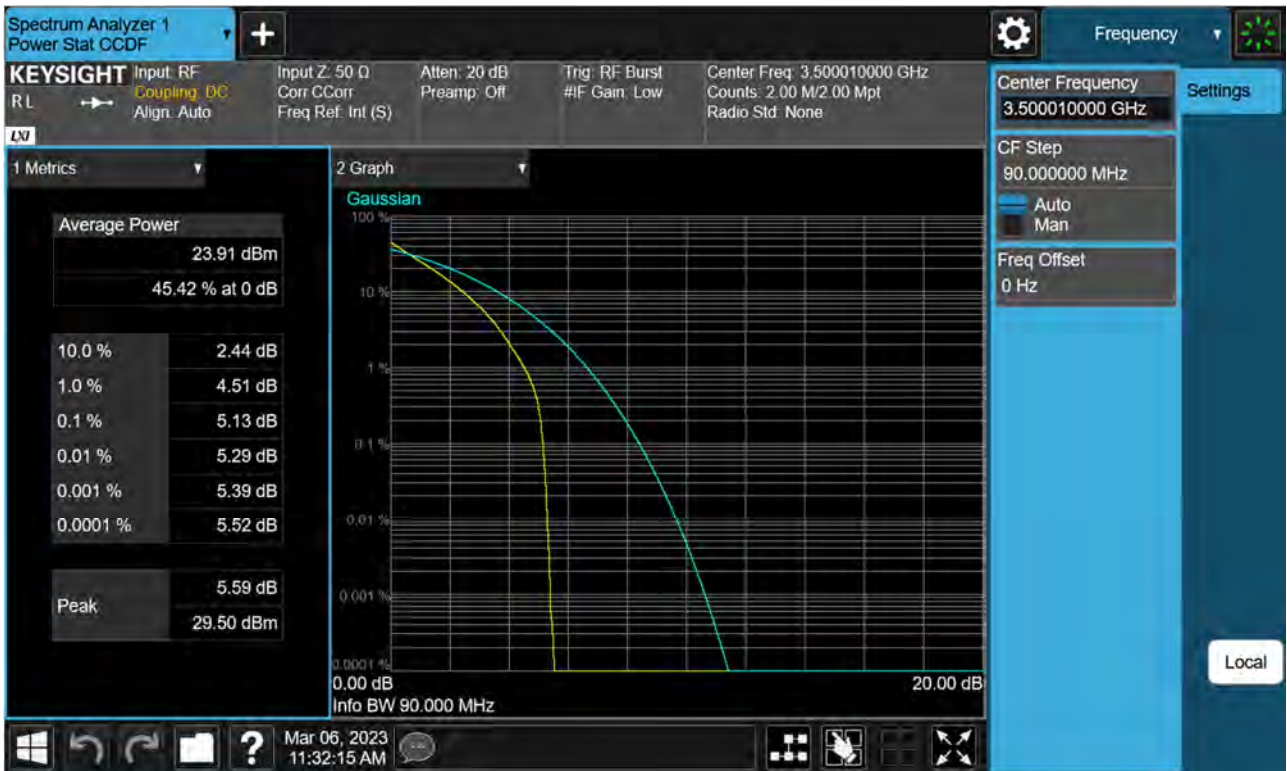 Spectrum Analyzer 1
Power Stat CCDF
+
Frequency
KEYSIGHT
RL
LXI
Input: RF
Coupling: DC
Align: Auto
Input Z: 50 Ω
Corr CCorr
Freq Ref: Int (S)
Atten: 20 dB
Preamp: Off
Trig: RF Burst
#IF Gain: Low
Center Freq: 3.500010000 GHz
Counts: 2.00 M/2.00 Mpt
Radio Std: None
Center Frequency
3.500010000 GHz
Settings
CF Step
90.000000 MHz
Auto
Man
Freq Offset
0 Hz
Local
1 Metrics
Average Power
23.91 dBm
45.42 % at 0 dB
10.0 % 2.44 dB
1.0 % 4.51 dB
0.1 % 5.13 dB
0.01 % 5.29 dB
0.001 % 5.39 dB
0.0001 % 5.52 dB
Peak
5.59 dB
29.50 dBm
2 Graph
Gaussian
100 %
10 %
1 %
0.1 %
0.01 %
0.001 %
0.0001 %
0.00 dB 20.00 dB
Info BW 90.000 MHz
?
Mar 06, 2023
11:32:15 AM